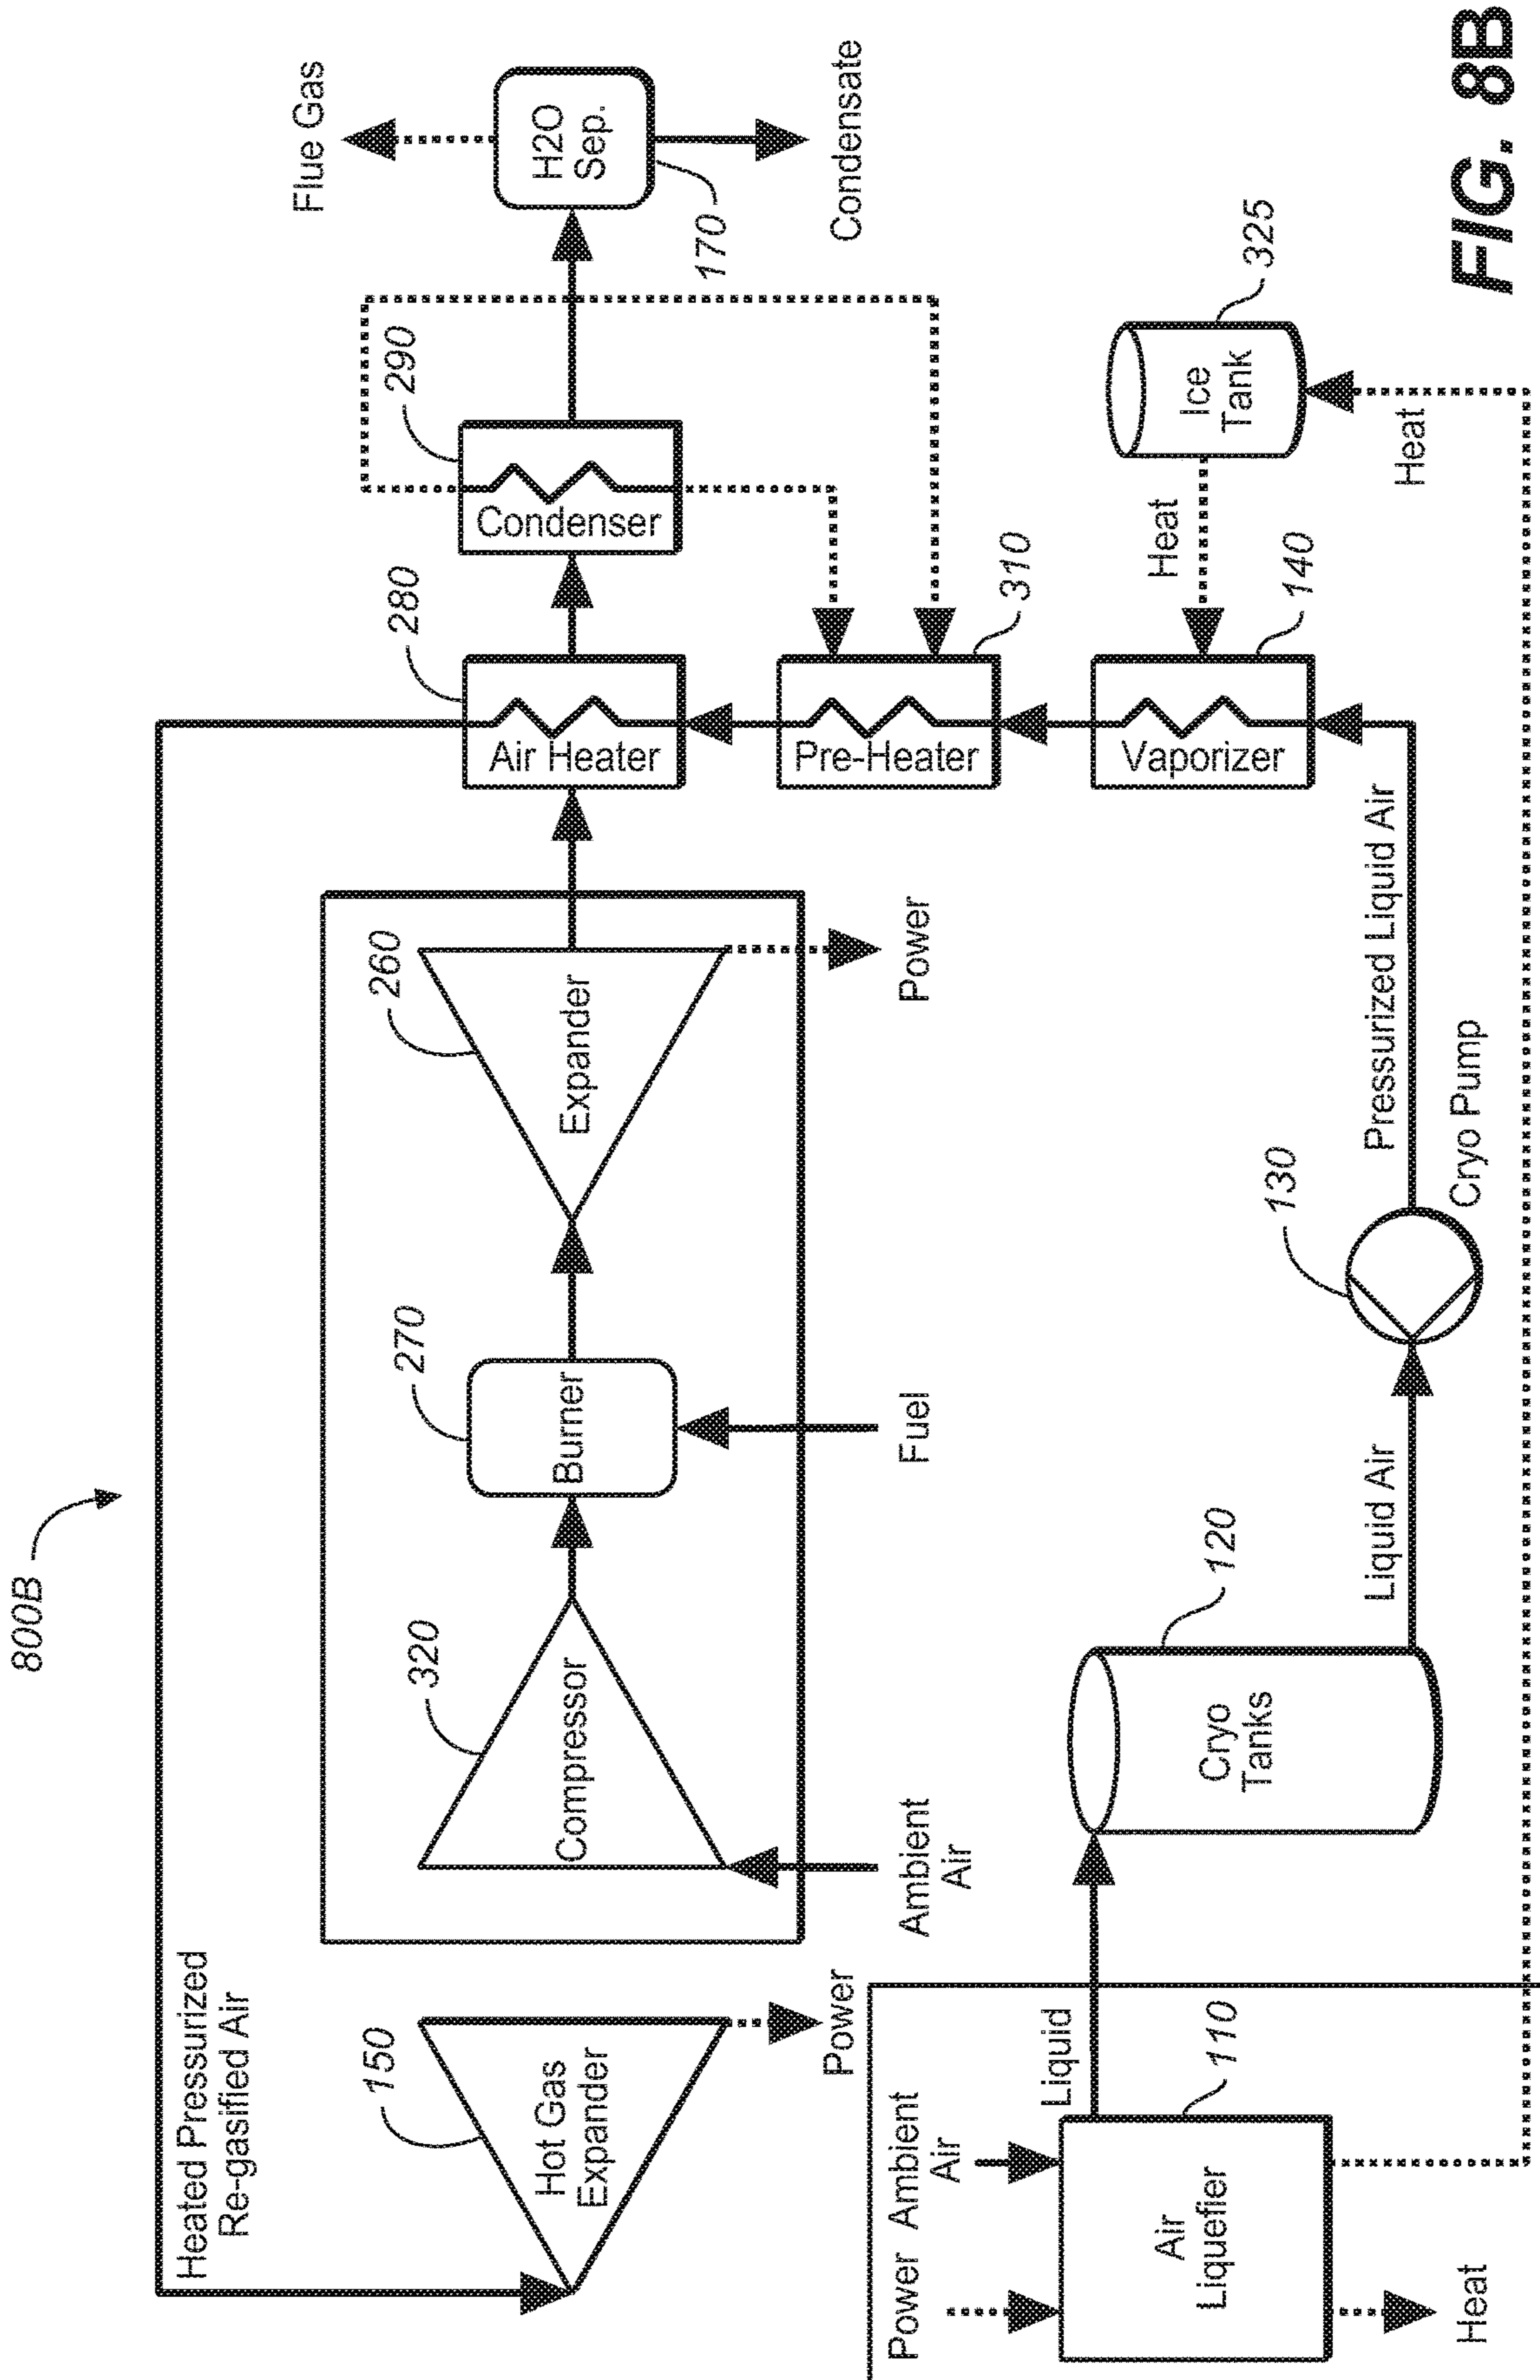 800B
Heated Pressurized
Re-gasified Air
150
Hot Gas
Expander
Power
320
Compressor
Ambient
Air
270
Burner
Fuel
260
Expander
Power
280
Air Heater
290
Condenser
Flue Gas
H2O
Sep.
170
Condensate
310
Pre-Heater
Heat
140
Vaporizer
Ice
Tank
325
Heat
Power
Ambient
Air
Air
Liquefier
110
Heat
Liquid
Cryo
Tanks
120
Liquid Air
130
Cryo Pump
Pressurized Liquid Air
FIG. 8B